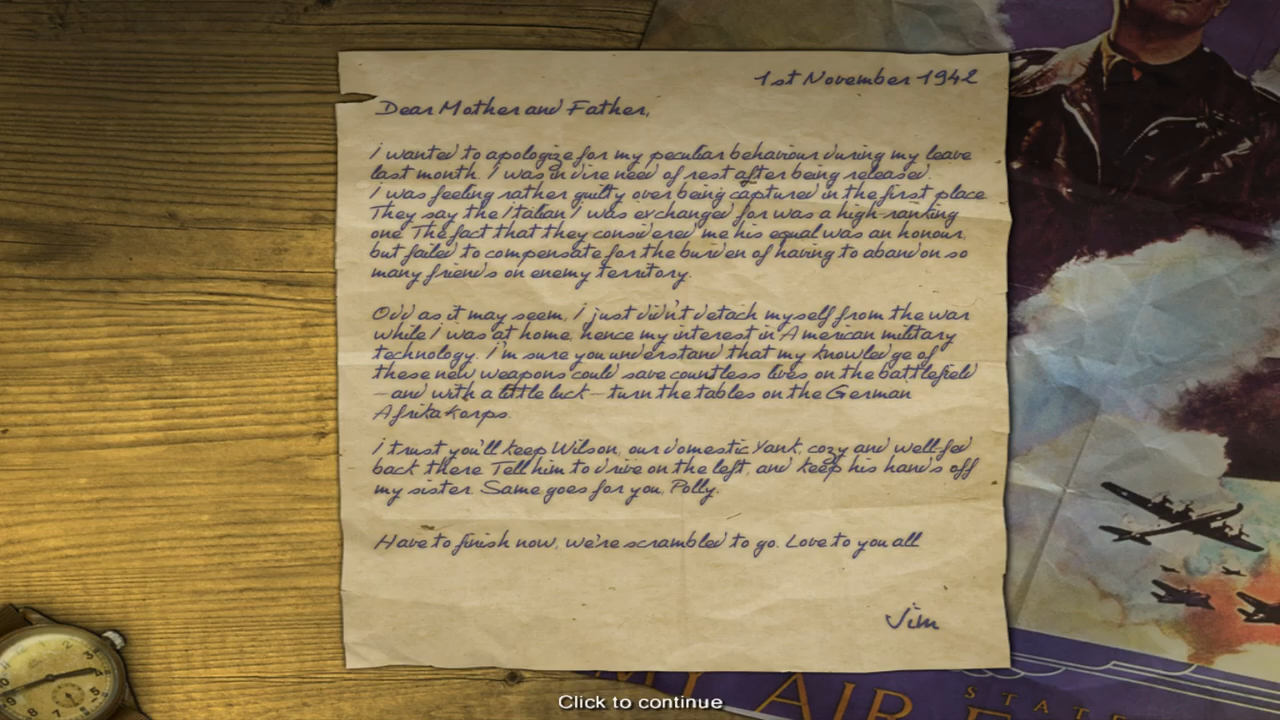 1st November 1942
Dear Mother and Father,
I wanted to apologize for my peculiar behaviour during my leave
last month. I was in dire need of rest after being released.
I was feeling rather guilty over being captured in the first place.
They say the Italian I was exchanged for was a high-ranking
one. The fact that they considered me his equal was an honour,
but failed to compensate for the burden of having to abandon so
many friends on enemy territory.
Odd as it may seem, I just didn't detach myself from the war
while I was at home, hence my interest in American military
technology. I'm sure you understand that my knowledge of
these new weapons could save countless lives on the battlefield
– and with a little luck – turn the tables on the German
Afrikakorps.
I trust you'll keep Wilson, our domestic Yank, cozy and well-fed
back there. Tell him to drive on the left, and keep his hands off
my sister. Same goes for you, Polly.
Have to finish now, we're scrambled to go. Love to you all
Jim
STATE
MY AIR F
Click to continue